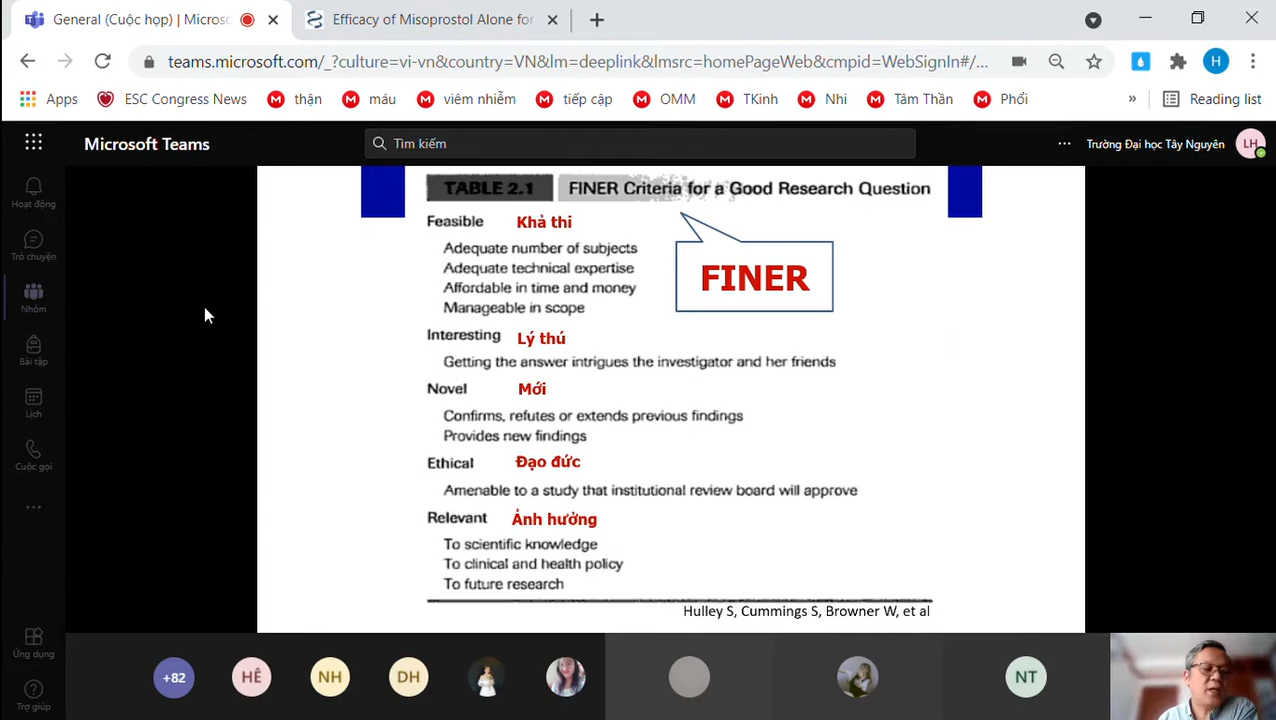 General (Cuộc họp) | Micros
Efficacy of Misoprostol Alone for
teams.microsoft.com/_?culture=vi-vn&country=VN&lm=deeplink&lmsrc=homePageWeb&cmpid=WebSignIn#/...
H
Apps
ESC Congress News
thận
máu
viêm nhiễm
tiếp cận
OMM
TKinh
Nhi
Tâm Thần
Phổi
»
Reading list
Microsoft Teams
Tìm kiếm
Trường Đại học Tây Nguyên
LH
Hoạt động
Trò chuyện
Nhóm
Bài tập
Lịch
Cuộc gọi
Ứng dụng
Trợ giúp
TABLE 2.1 FINER Criteria for a Good Research Question
Feasible Khả thi
Adequate number of subjects
Adequate technical expertise
Affordable in time and money
Manageable in scope
FINER
Interesting Lý thú
Getting the answer intrigues the investigator and her friends
Novel Mới
Confirms, refutes or extends previous findings
Provides new findings
Ethical Đạo đức
Amenable to a study that institutional review board will approve
Relevant Ảnh hưởng
To scientific knowledge
To clinical and health policy
To future research
Hulley S, Cummings S, Browner W, et al
+82
HÊ
NH
DH
NT